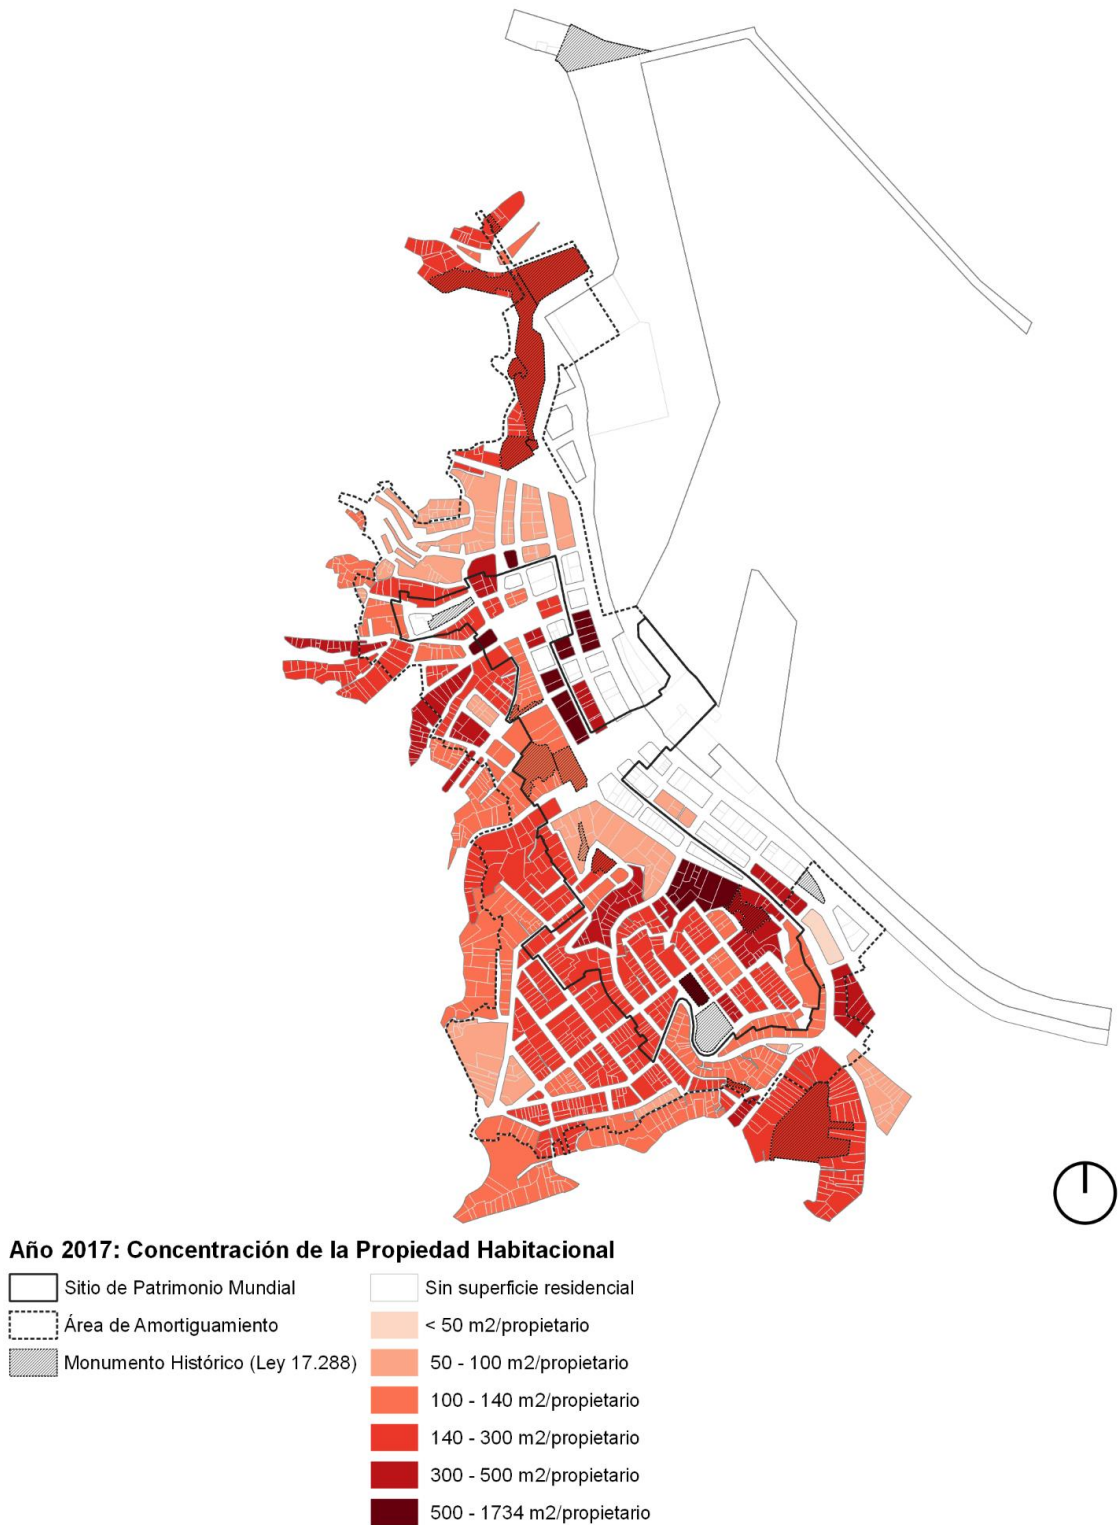 Año 2017: Concentración de la Propiedad Habitacional
Sitio de Patrimonio Mundial
Área de Amortiguamiento
Monumento Histórico (Ley 17.288)
Sin superficie residencial
< 50 m2/propietario
50 - 100 m2/propietario
100 - 140 m2/propietario
140 - 300 m2/propietario
300 - 500 m2/propietario
500 - 1734 m2/propietario